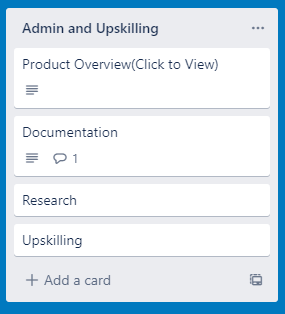 Admin and Upskilling
Product Overview(Click to View)
Documentation
1
Research
Upskilling
+ Add a card